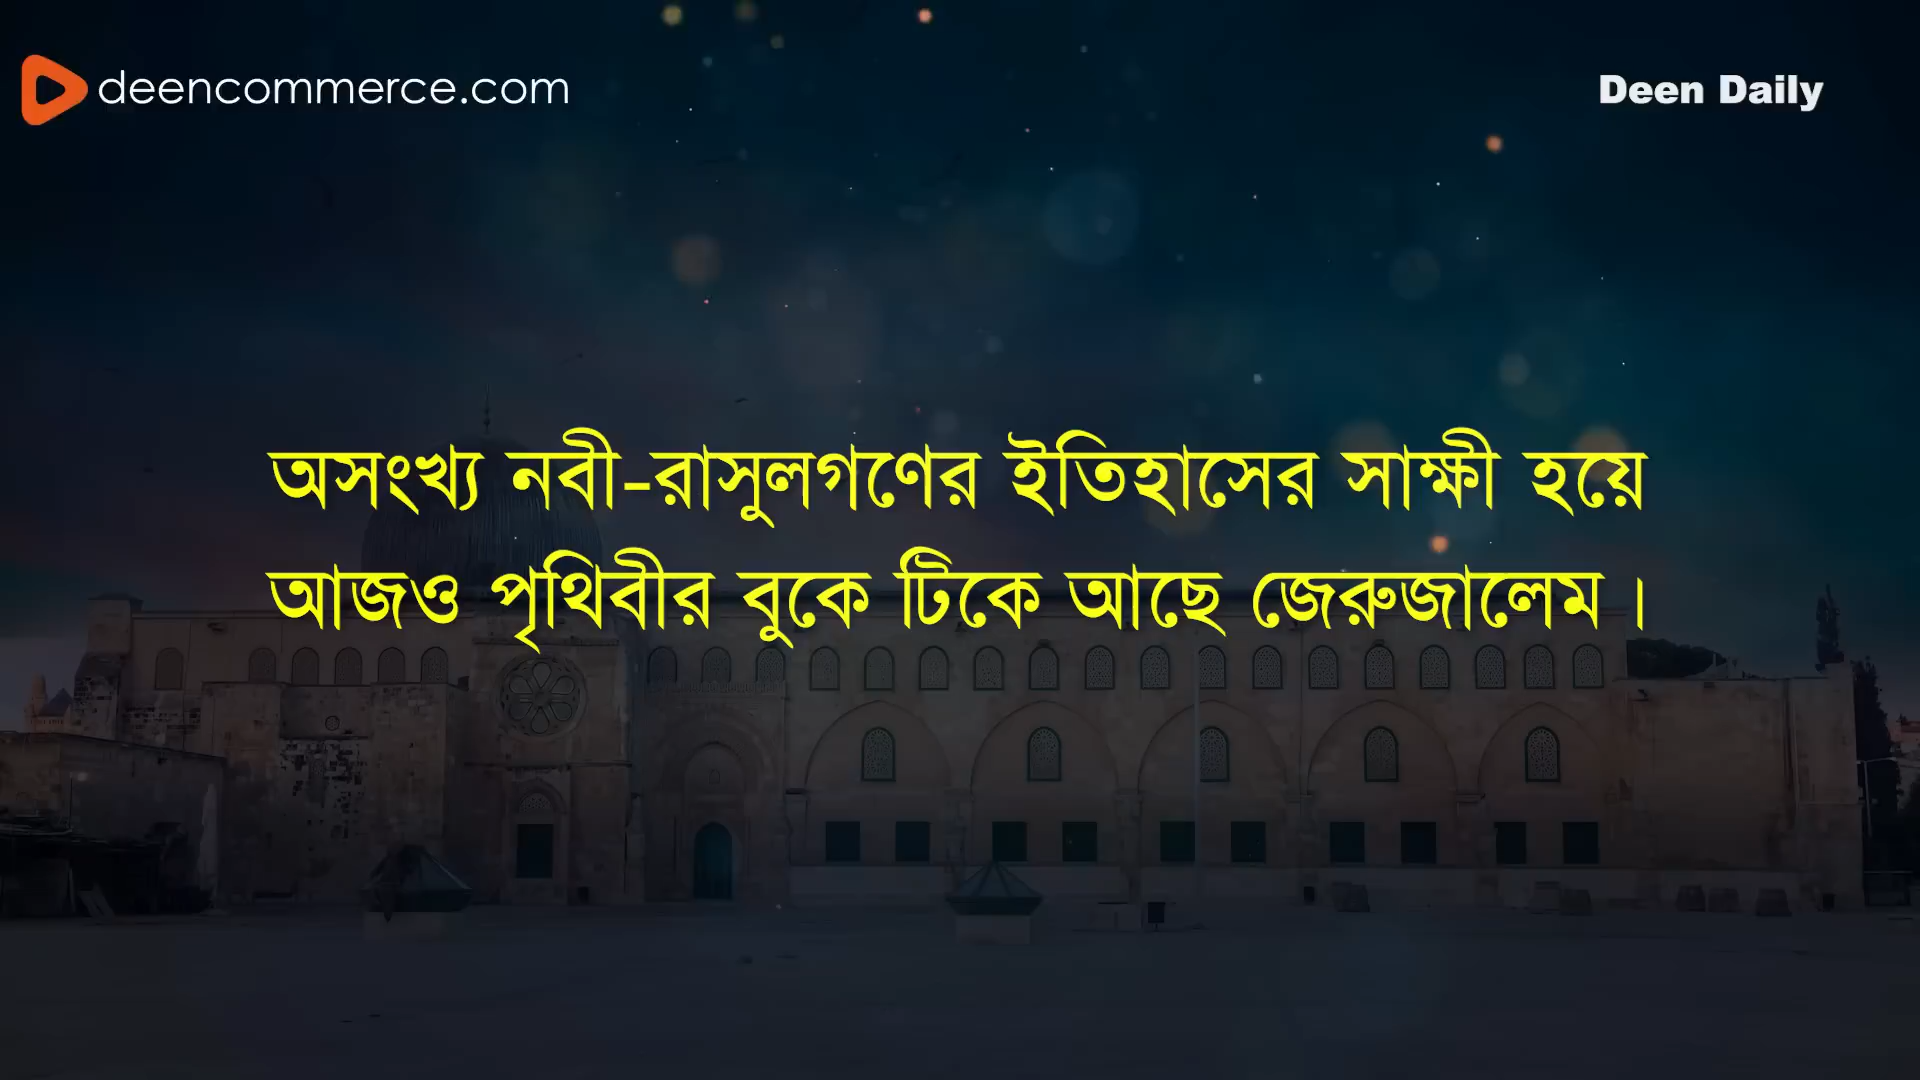 deencommerce.com
Deen Daily
অসংখ্য নবী-রাসুলগণের ইতিহাসের সাক্ষী হয়ে
আজও পৃথিবীর বুকে টিকে আছে জেরুজালেম।